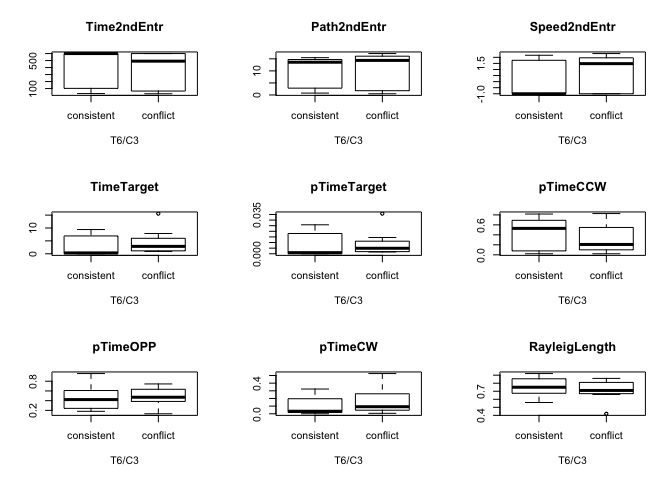 Time2ndEntr
100 500
consistent conflict
T6/C3
Path2ndEntr
0 10
consistent conflict
T6/C3
Speed2ndEntr
-1.0 1.5
consistent conflict
T6/C3
TimeTarget
0 10
consistent conflict
T6/C3
pTimeTarget
0.000 0.035
consistent conflict
T6/C3
pTimeCCW
0.0 0.6
consistent conflict
T6/C3
pTimeOPP
0.2 0.8
consistent conflict
T6/C3
pTimeCW
0.0 0.4
consistent conflict
T6/C3
RayleigLength
0.4 0.7
consistent conflict
T6/C3